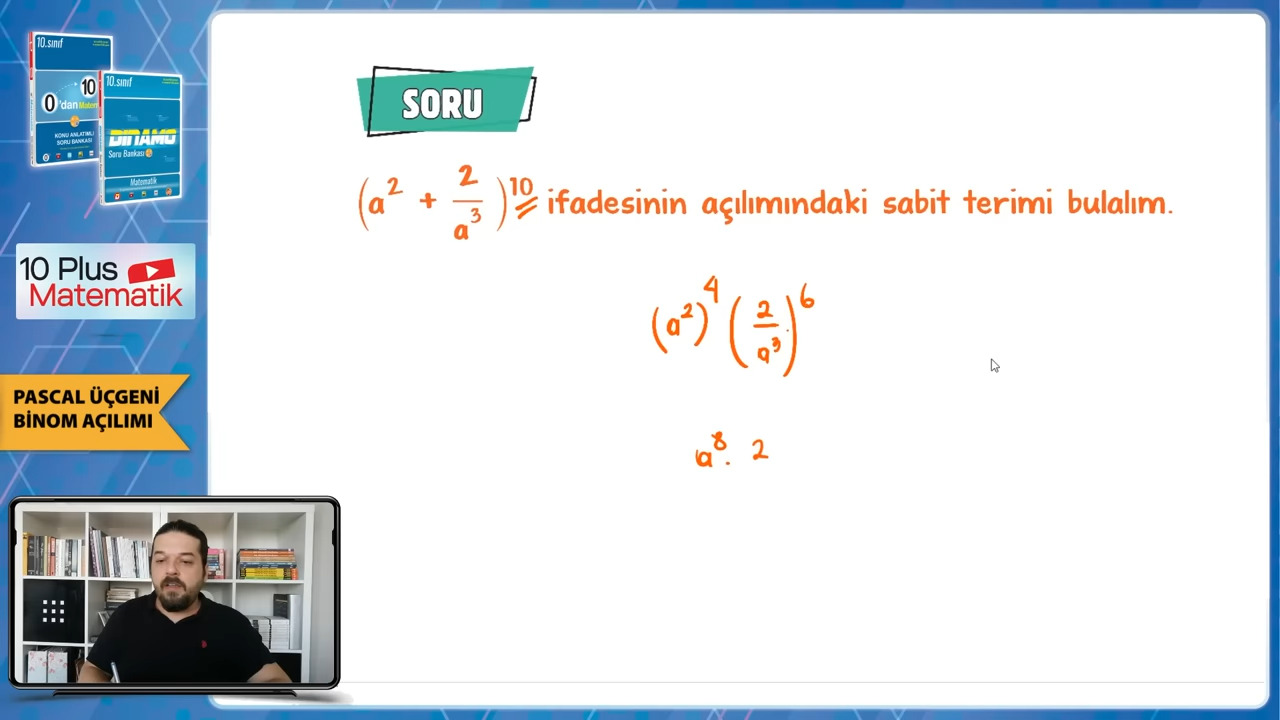 10.sınıf
0'dan 10
KONU ANLATIMLI
SORU BANKASI
10.sınıf
DİNAMO
Soru Bankası
Matematik
10 Plus
Matematik
PASCAL ÜÇGENİ
BİNOM AÇILIMI
SORU
(a² + 2/a³)¹⁰ ifadesinin açılımındaki sabit terimi bulalım.
(a²)⁴ (2/a³)⁶
a⁸. 2